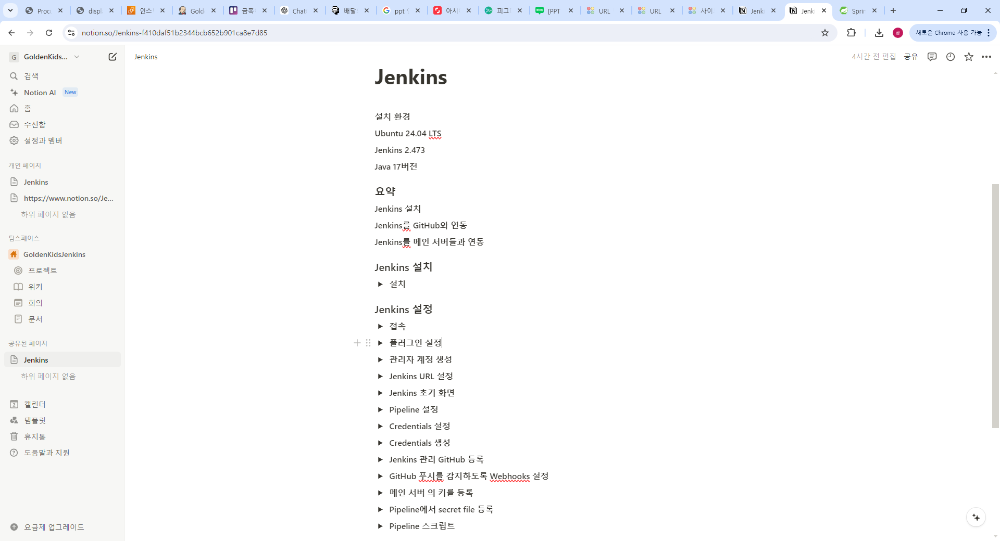 Proc
displ
인스
Gold
금쪽
Chat
배달
ppt
아시
피그
[PPT
URL
URL
사이
Jenki
Jenki
Sprin
notion.so/Jenkins-f410daf51b2344bcb652b901ca8e7d85
새로운 Chrome 사용 가능
G GoldenKids...
검색
Notion AI New
홈
수신함
설정과 멤버
개인 페이지
Jenkins
https://www.notion.so/Je...
하위 페이지 없음
팀스페이스
GoldenKidsJenkins
프로젝트
위키
회의
문서
공유된 페이지
Jenkins
하위 페이지 없음
2 캘린더
템플릿
휴지통
도움말과 지원
요금제 업그레이드
Jenkins
4시간 전 편집 공유
Jenkins
설치 환경
Ubuntu 24.04 LTS
Jenkins 2.473
Java 17버전
요약
Jenkins 설치
Jenkins를 GitHub와 연동
Jenkins를 메인 서버들과 연동
Jenkins 설치
설치
Jenkins 설정
접속
플러그인 설정
관리자 계정 생성
Jenkins URL 설정
Jenkins 초기 화면
Pipeline 설정
Credentials 설정
Credentials 생성
Jenkins 관리 GitHub 등록
GitHub 푸시를 감지하도록 Webhooks 설정
메인 서버 의 키를 등록
Pipeline에서 secret file 등록
Pipeline 스크립트